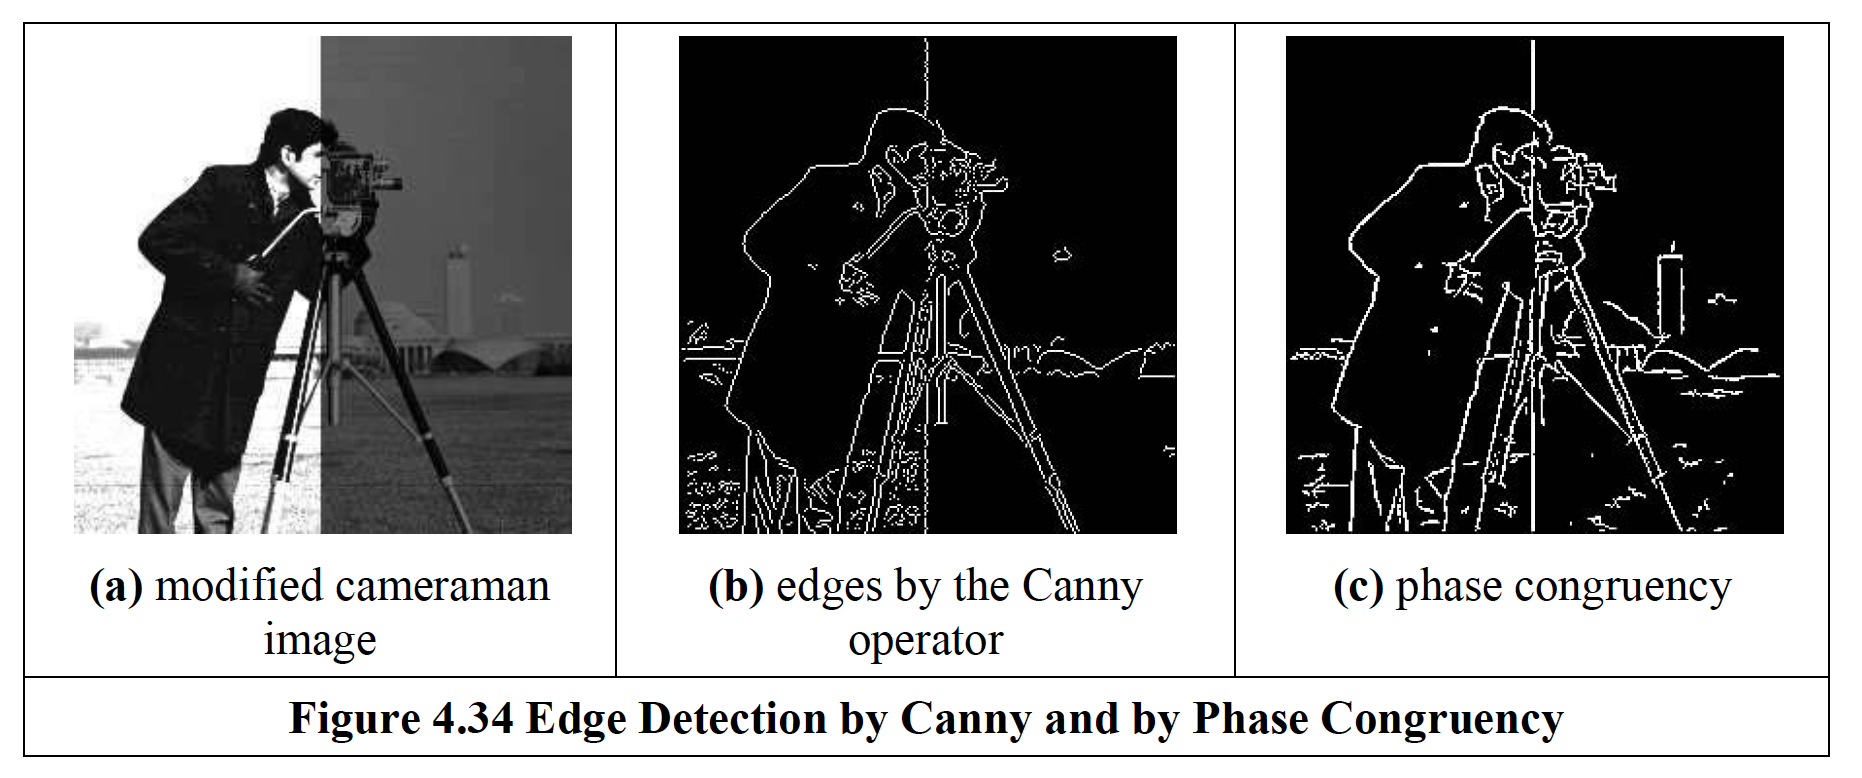 (a) modified cameraman
image
(b) edges by the Canny
operator
(c) phase congruency
Figure 4.34 Edge Detection by Canny and by Phase Congruency